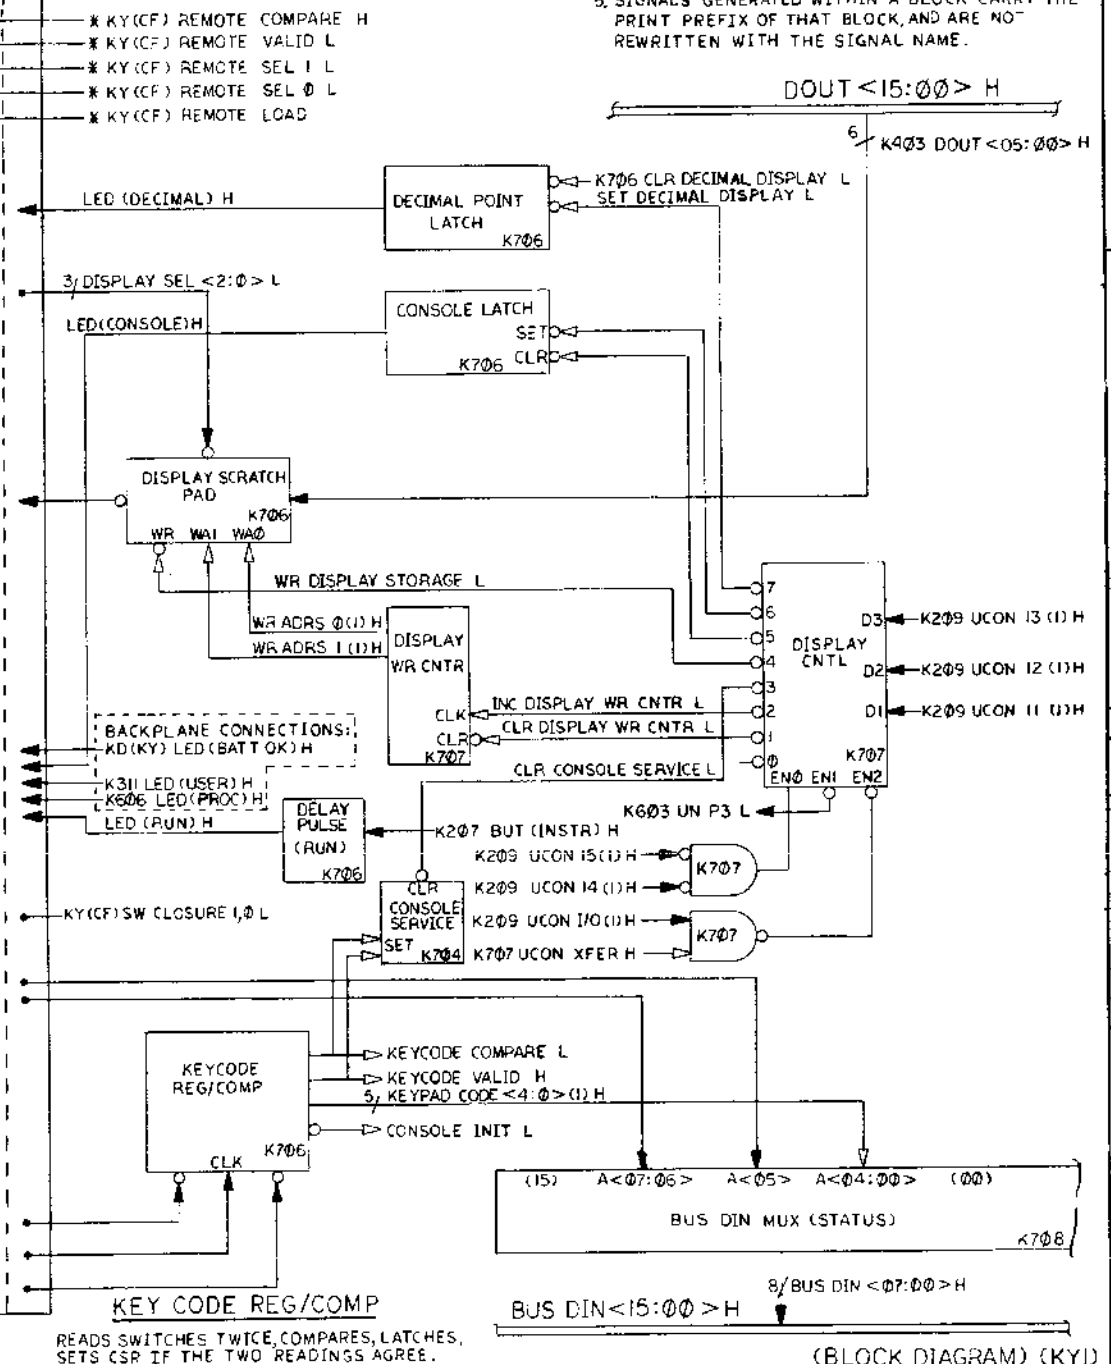 * KY(CF) REMOTE COMPARE H
* KY(CF) REMOTE VALID L
* KY(CF) REMOTE SEL 1 L
* KY(CF) REMOTE SEL Ø L
* KY(CF) REMOTE LOAD
5. SIGNALS GENERATED WITHIN A BLOCK CARRY THE
PRINT PREFIX OF THAT BLOCK, AND ARE NOT
REWRITTEN WITH THE SIGNAL NAME.
DOUT <15:ØØ> H
6
K4Ø3 DOUT <Ø5:ØØ> H
LED (DECIMAL) H
DECIMAL POINT
LATCH
K7Ø6
K7Ø6 CLR DECIMAL DISPLAY L
SET DECIMAL DISPLAY L
3/ DISPLAY SEL <2:Ø> L
LED(CONSOLE)H
CONSOLE LATCH
SET
CLR
K7Ø6
DISPLAY SCRATCH
PAD
K7Ø6
WR WA1 WAØ
WR DISPLAY STORAGE L
WR ADRS Ø(1) H
WR ADRS 1 (1) H
DISPLAY
WR CNTR
CLK
CLR
K7Ø7
INC DISPLAY WR CNTR L
CLR DISPLAY WR CNTR L
CLR CONSOLE SERVICE L
7
6
5
4
3
2
1
Ø
DISPLAY
CNTL
D3
D2
D1
K7Ø7
ENØ EN1 EN2
K2Ø9 UCON 13 (1) H
K2Ø9 UCON 12 (1) H
K2Ø9 UCON 11 (1) H
BACKPLANE CONNECTIONS:
KD(KY) LED(BATT OK) H
K311 LED(USER) H
K6Ø6 LED(PROC) H
LED (RUN) H
DELAY
PULSE
(RUN)
K7Ø6
K2Ø7 BUT (INSTR) H
K6Ø3 UN P3 L
K2Ø9 UCON 15(1) H
K2Ø9 UCON 14(1) H
K7Ø7
K2Ø9 UCON I/O(1) H
K7Ø7 UCON XFER H
K7Ø7
KY(CF) SW CLOSURE 1,Ø L
CLR
CONSOLE
SERVICE
SET
K7Ø4
KEYCODE
REG/COMP
K7Ø6
CLK
KEYCODE COMPARE L
KEYCODE VALID H
5/ KEYPAD CODE <4:Ø>(1) H
CONSOLE INIT L
(15) A<Ø7:Ø6> A<Ø5> A<Ø4:ØØ> (ØØ)
BUS DIN MUX (STATUS)
K7Ø8
8/ BUS DIN <Ø7:ØØ> H
BUS DIN<15:ØØ> H
KEY CODE REG/COMP
READS SWITCHES TWICE, COMPARES, LATCHES,
SETS CSP IF THE TWO READINGS AGREE.
(BLOCK DIAGRAM) (KY1)